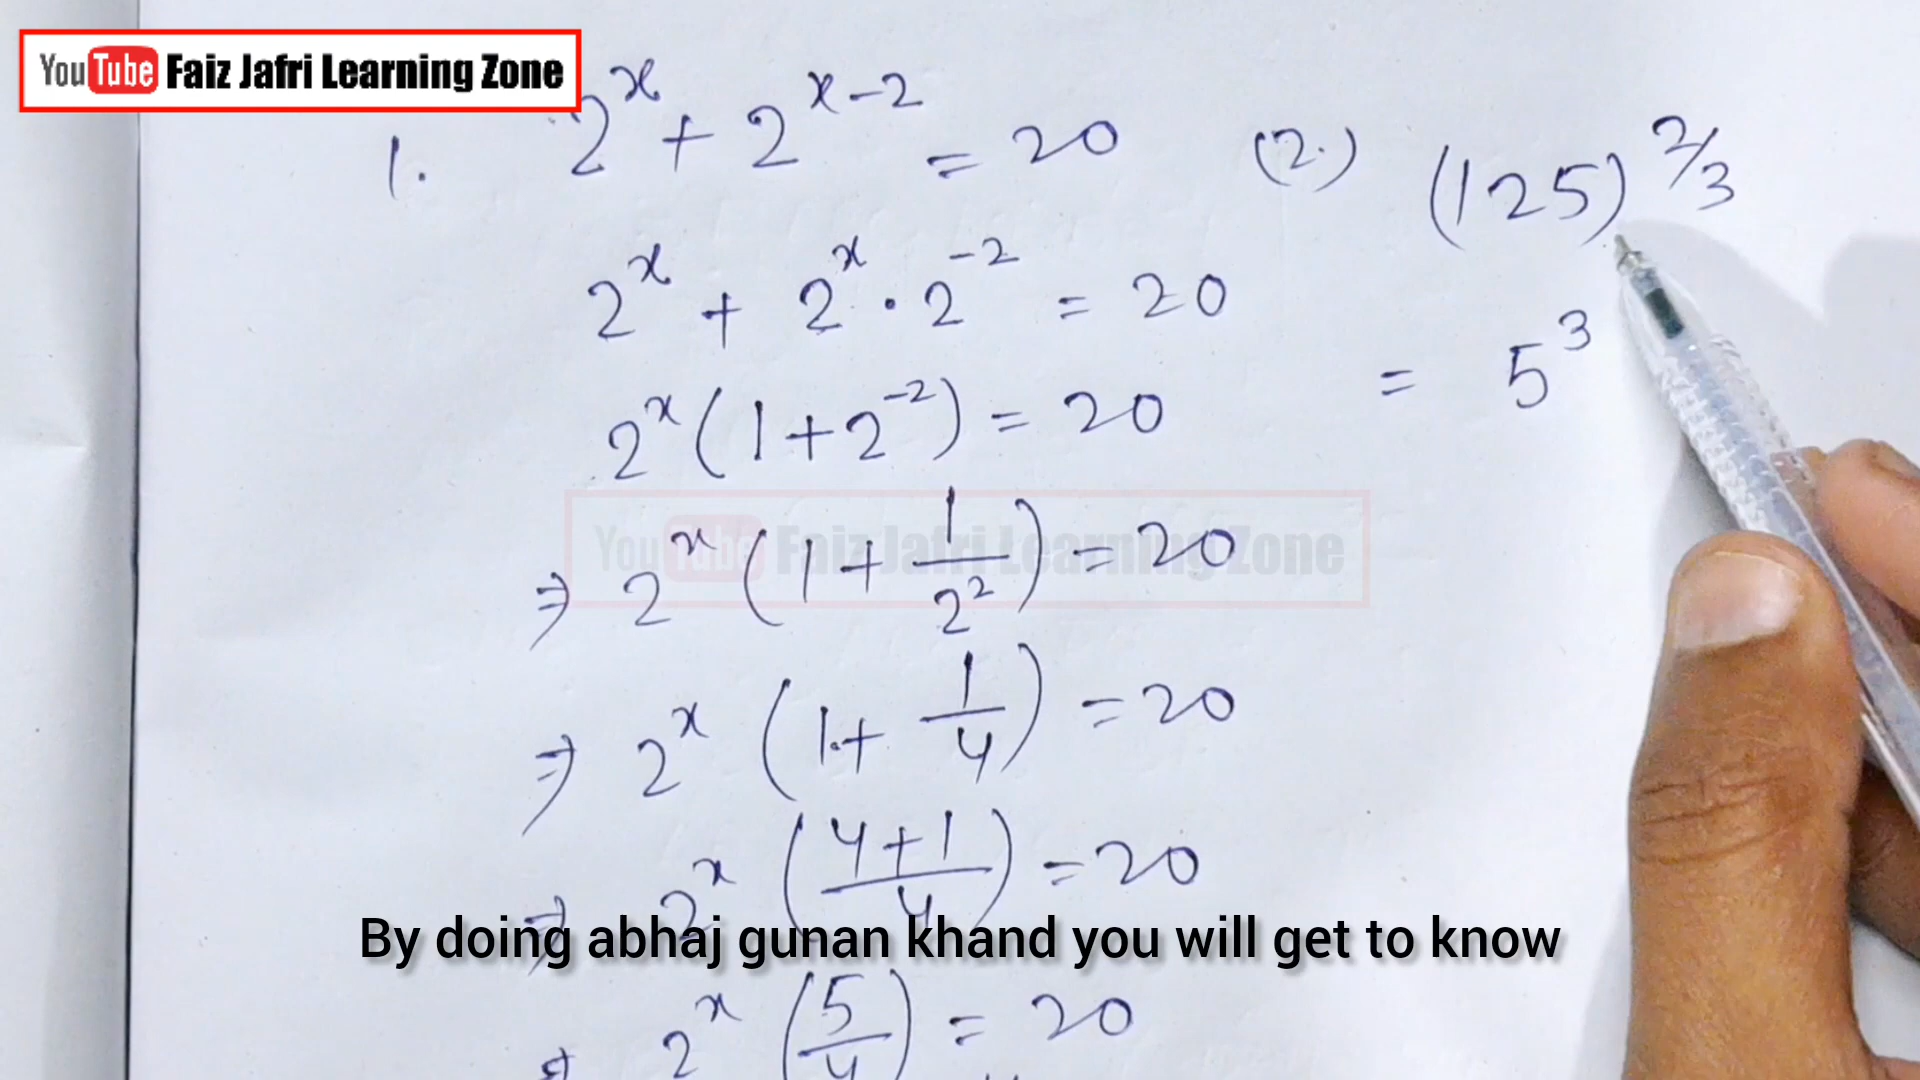 YouTube Faiz Jafri Learning Zone
1. 2^x + 2^(x-2) = 20
2^x + 2^x · 2^-2 = 20
2^x (1+2^-2) = 20
YouTube Faiz Jafri Learning Zone
⇒ 2^x (1 + 1/2^2) = 20
⇒ 2^x (1 + 1/4) = 20
⇒ 2^x ((4+1)/4) = 20
By doing abhaj gunan khand you will get to know
⇒ 2^x (5/4) = 20
(2.) (125)^2/3
= 5^3